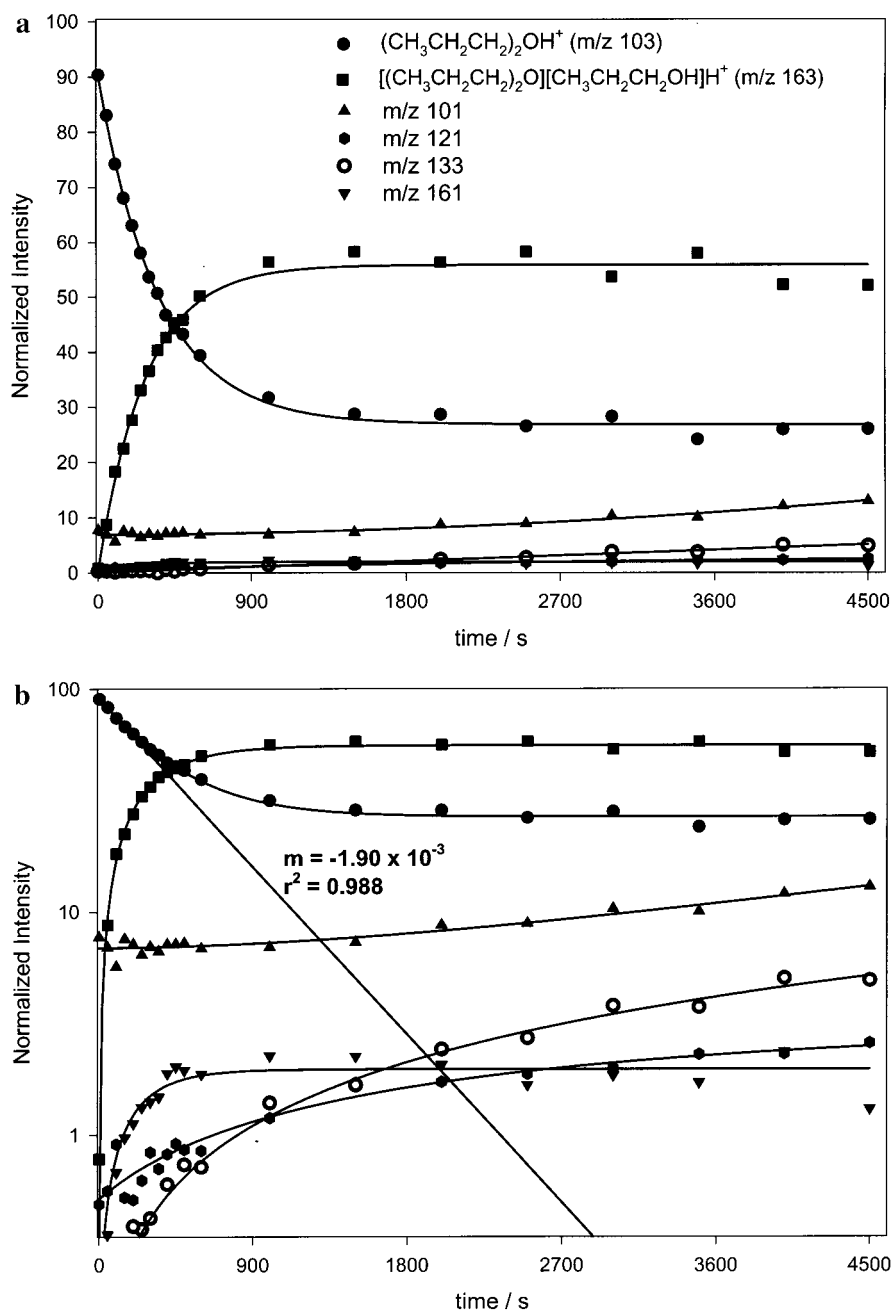 a
100
90
80
70
60
50
40
30
20
10
0
Normalized Intensity
(CH₃CH₂CH₂)₂OH⁺ (m/z 103)
[(CH₃CH₂CH₂)₂O][CH₃CH₂CH₂OH]H⁺ (m/z 163)
m/z 101
m/z 121
m/z 133
m/z 161
0 900 1800 2700 3600 4500
time / s
b
100
10
1
Normalized Intensity
m = -1.90 x 10⁻³
r² = 0.988
0 900 1800 2700 3600 4500
time / s